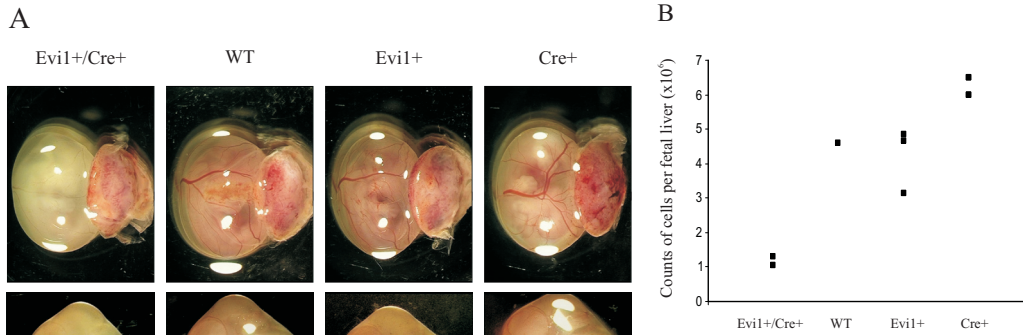 A
Evi1+/Cre+
WT
Evi1+
Cre+
B
Counts of cells per fetal liver (x10⁶)
7
6
5
4
3
2
1
0
Evi1+/Cre+
WT
Evi1+
Cre+